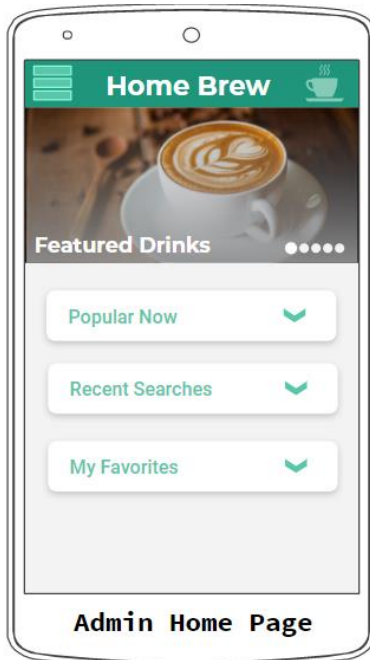 Home Brew
Featured Drinks
Popular Now
Recent Searches
My Favorites
Admin Home Page